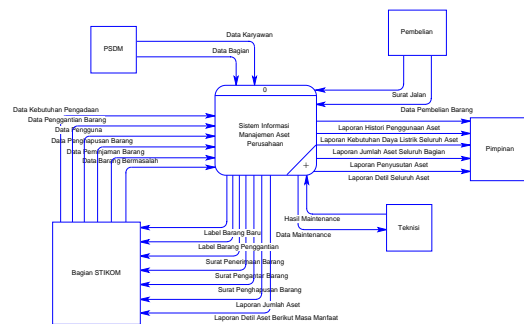 Data Karyawan
Pembelian
PSDM
Data Bagian
0
Surat Jalan
Data Kebutuhan Pengadaan
Data Pembelian Barang
Data Penggantian Barang
Sistem Informasi
Manajemen Aset
Perusahaan
Laporan Histori Penggunaan Aset
Data Pengguna
Laporan Kebutuhan Daya Listrik Seluruh Aset
Data Penghapusan Barang
Pimpinan
Laporan Jumlah Aset Seluruh Bagian
Data Peminjaman Barang
Laporan Penyusutan Aset
Data Barang Bermasalah
+
Laporan Detil Seluruh Aset
Hasil Maintenance
Teknisi
Label Barang Baru
Data Maintenance
Label Barang Penggantian
Surat Penerimaan Barang
Bagian STIKOM
Surat Pengantar Barang
Surat Penghapusan Barang
Laporan Jumlah Aset
Laporan Detil Aset Berikut Masa Manfaat